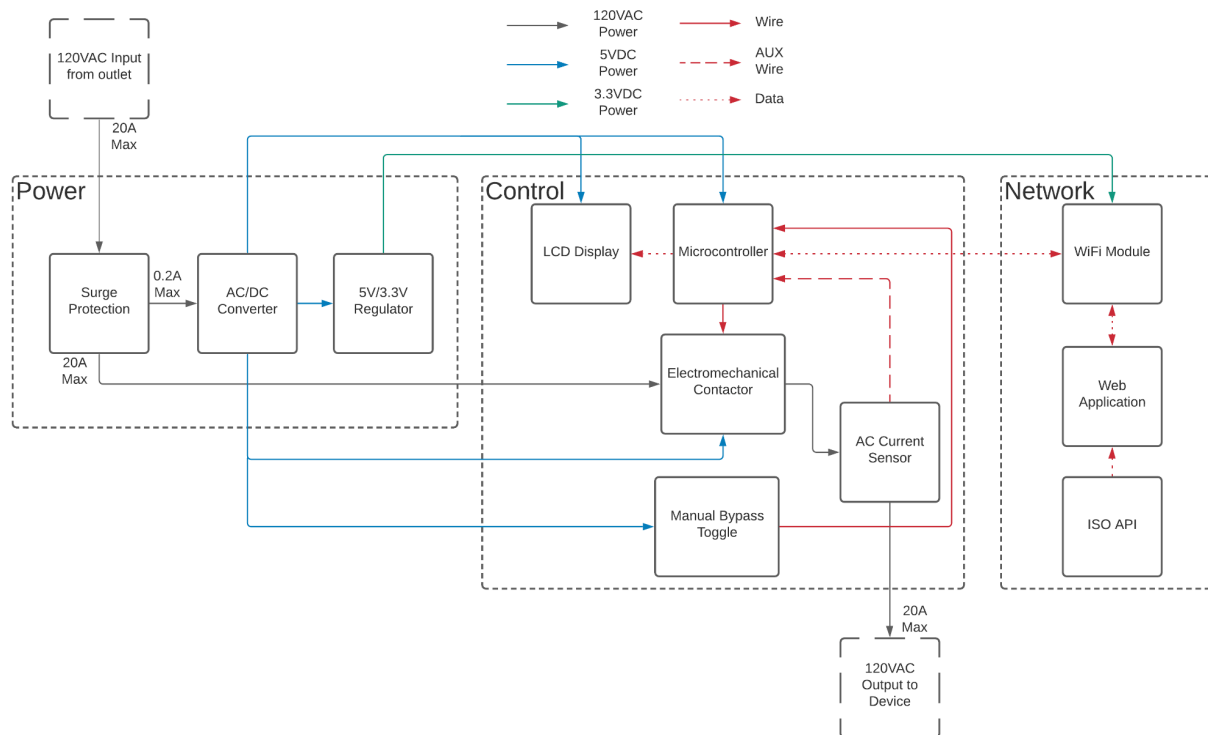 120VAC
Power
Wire
5VDC
Power
AUX
Wire
3.3VDC
Power
Data
120VAC Input
from outlet
20A
Max
Power
Surge
Protection
0.2A
Max
AC/DC
Converter
5V/3.3V
Regulator
20A
Max
Control
LCD Display
Microcontroller
Electromechanical
Contactor
AC Current
Sensor
Manual Bypass
Toggle
20A
Max
120VAC
Output to
Device
Network
WiFi Module
Web
Application
ISO API